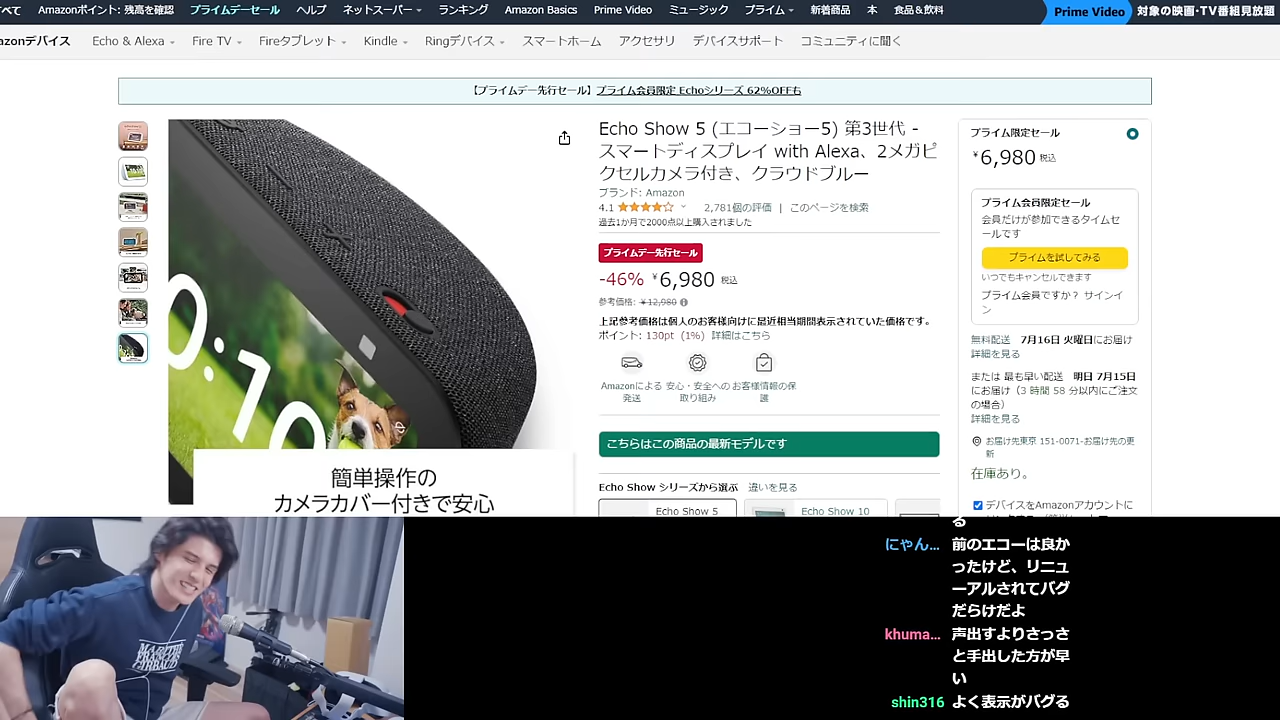 べて Amazonポイント: 残高を確認 プライムデーセール ヘルプ ネットスーパー ランキング Amazon Basics Prime Video ミュージック プライム 新着商品 本 食品&飲料
Prime Video 対象の映画・TV番組見放題
azonデバイス Echo & Alexa Fire TV Fireタブレット Kindle Ringデバイス スマートホーム アクセサリ デバイスサポート コミュニティに聞く
【プライムデー先行セール】プライム会員限定 Echoシリーズ 62%OFFも
0:10
簡単操作の
カメラカバー付きで安心
Echo Show 5 (エコーショー5) 第3世代 -
スマートディスプレイ with Alexa、2メガピ
クセルカメラ付き、クラウドブルー
ブランド: Amazon
4.1 2,781個の評価 | このページを検索
過去1か月で2000点以上購入されました
プライムデー先行セール
-46% ¥6,980 税込
参考価格: ¥12,980
上記参考価格は個人のお客様向けに最近相当期間表示されていた価格です。
ポイント: 130pt (1%) 詳細はこちら
Amazonによる
発送
安心・安全への
取り組み
お客様情報の保
護
こちらはこの商品の最新モデルです
Echo Show シリーズから選ぶ 違いを見る
Echo Show 5
Echo Show 10
プライム限定セール
¥6,980 税込
プライム会員限定セール
会員だけが参加できるタイムセ
ールです
プライムを試してみる
いつでもキャンセルできます
プライム会員ですか? サインイ
ン
無料配送 7月16日 火曜日にお届け
詳細を見る
または 最も早い配送 明日 7月15日
にお届け(3 時間 58 分以内にご注文
の場合)
詳細を見る
お届け先東京 151-0071-お届け先の更
新
在庫あり。
デバイスをAmazonアカウントに
る
にゃん… 前のエコーは良か
ったけど、リニュ
ーアルされてバグ
だらけだよ
khuma… 声出すよりさっさ
と手出した方が早
い
shin316 よく表示がバグる
MARITHE
FRANCOIS
GIRBAUD